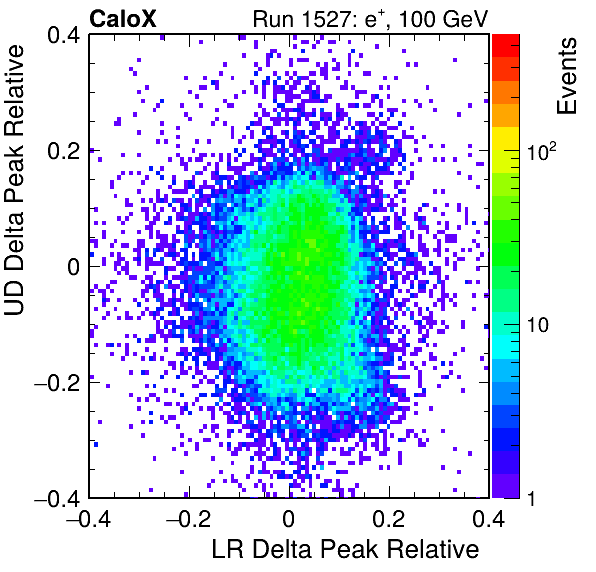 CaloX Run 1527: e⁺, 100 GeV
UD Delta Peak Relative
0.4
0.2
0
−0.2
−0.4
−0.4 −0.2 0 0.2 0.4
LR Delta Peak Relative
Events
10²
10
1